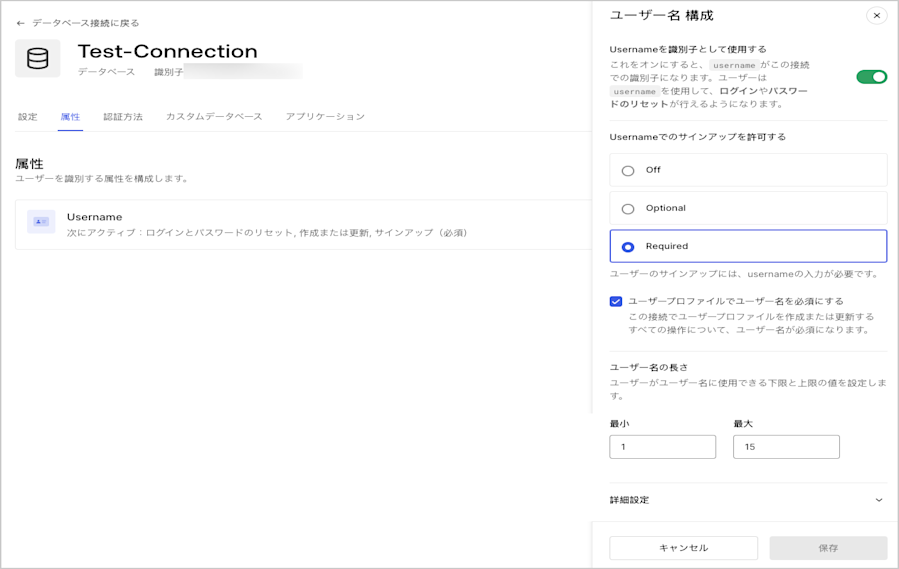 ← データベース接続に戻る
Test-Connection
データベース 識別子
設定 属性 認証方法 カスタムデータベース アプリケーション
属性
ユーザーを識別する属性を構成します。
Username
次にアクティブ：ログインとパスワードのリセット, 作成または更新, サインアップ（必須）
ユーザー名 構成
Usernameを識別子として使用する
これをオンにすると、 username がこの接続
での識別子になります。ユーザーは
username を使用して、ログインやパスワー
ドのリセットが行えるようになります。
Usernameでのサインアップを許可する
Off
Optional
Required
ユーザーのサインアップには、usernameの入力が必要です。
ユーザープロファイルでユーザー名を必須にする
この接続でユーザープロファイルを作成または更新する
すべての操作について、ユーザー名が必須になります。
ユーザー名の長さ
ユーザーがユーザー名に使用できる下限と上限の値を設定しま
す。
最小 最大
1 15
詳細設定
キャンセル 保存